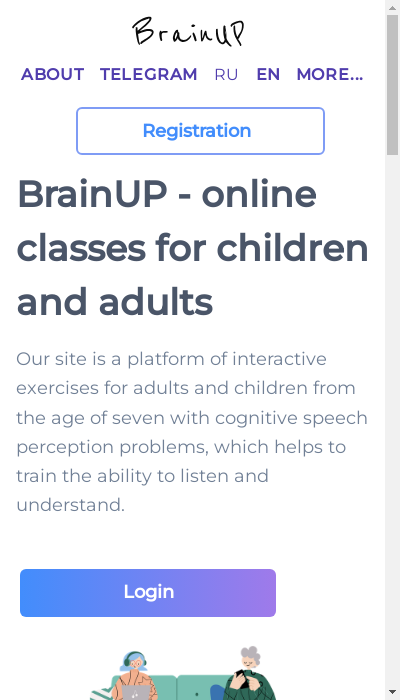 BrainUP
ABOUT TELEGRAM RU EN MORE...
Registration
BrainUP - online
classes for children
and adults
Our site is a platform of interactive
exercises for adults and children from
the age of seven with cognitive speech
perception problems, which helps to
train the ability to listen and
understand.
Login